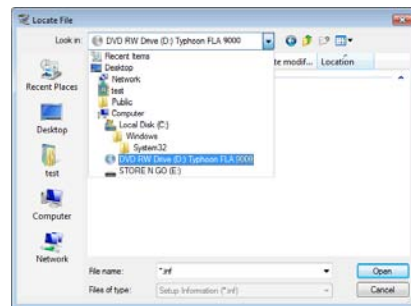 Locate File
Look in:
DVD RW Drive (D:) Typhoon FLA 9000
Recent Items
Desktop
Network
test
Public
Computer
Local Disk (C:)
Windows
System32
DVD RW Drive (D:) Typhoon FLA 9000
STORE N GO (E:)
te modif... Location
Recent Places
Desktop
test
Computer
Network
File name: *.inf
Open
Files of type: Setup Information (*.inf)
Cancel